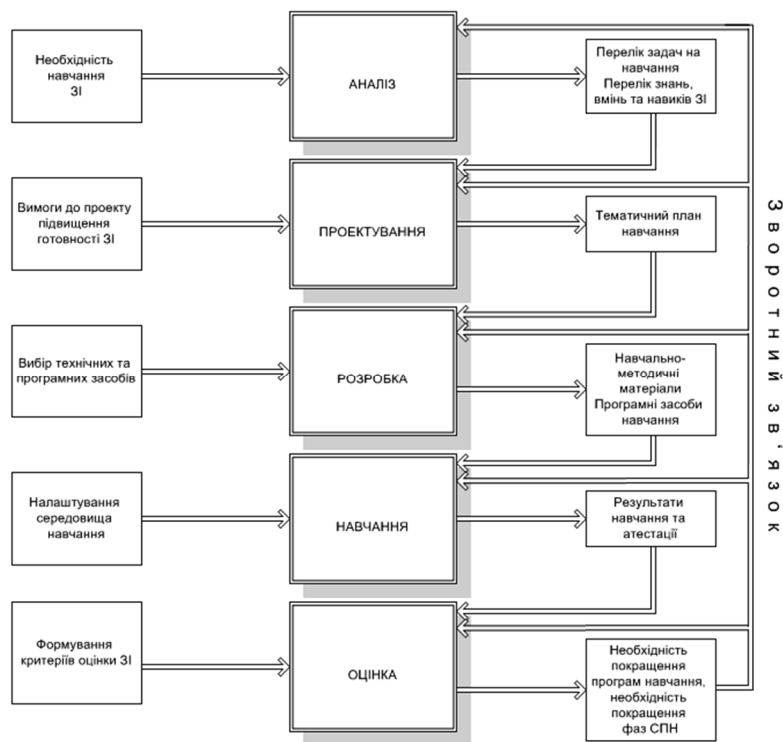 Необхідність
навчання
ЗІ
АНАЛІЗ
Перелік задач на
навчання
Перелік знань,
вмінь та навиків ЗІ
Вимоги до проекту
підвищення
готовності ЗІ
ПРОЕКТУВАННЯ
Тематичний план
навчання
Вибір технічних та
програмних засобів
РОЗРОБКА
Навчально-
методичні
матеріали
Програмні засоби
навчання
Налаштування
середовища
навчання
НАВЧАННЯ
Результати
навчання та
атестації
Формування
критеріїв оцінки ЗІ
ОЦІНКА
Необхідність
покращення
програм навчання,
необхідність
покращення
фаз СПН
Зворотний зв'язок